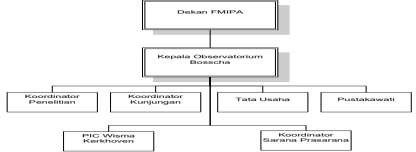 Dekan FMIPA
Kepala Observatorium
Bosscha
Koordinator
Penelitian
Koordinator
Kunjungan
Tata Usaha
Pustakawati
PIC Wisma
Kerkhoven
Koordinator
Sarana Prasarana